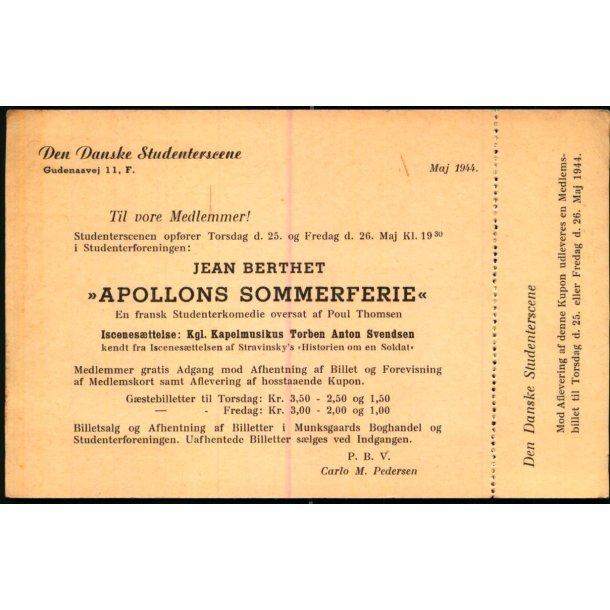 Den Danske Studenterscene
Gudenaavej 11, F.
Maj 1944.
Til vore Medlemmer!
Studenterscenen opfører Torsdag d. 25. og Fredag d. 26. Maj Kl. 19³⁰
i Studenterforeningen:
JEAN BERTHET
»APOLLONS SOMMERFERIE«
En fransk Studenterkomedie oversat af Poul Thomsen
Iscenesættelse: Kgl. Kapelmusikus Torben Anton Svendsen
kendt fra Iscenesættelsen af Stravinsky's »Historien om en Soldat«
Medlemmer gratis Adgang mod Afhentning af Billet og Forevisning
af Medlemskort samt Aflevering af hosstaaende Kupon.
Gæstebilletter til Torsdag: Kr. 3,50 - 2,50 og 1,50
— - Fredag: Kr. 3,00 - 2,00 og 1,00
Billetsalg og Afhentning af Billetter i Munksgaards Boghandel og
Studenterforeningen. Uafhentede Billetter sælges ved Indgangen.
P. B. V.
Carlo M. Pedersen
Den Danske Studenterscene
Mod Aflevering af denne Kupon udleveres en Medlems-
billet til Torsdag d. 25. eller Fredag d. 26. Maj 1944.